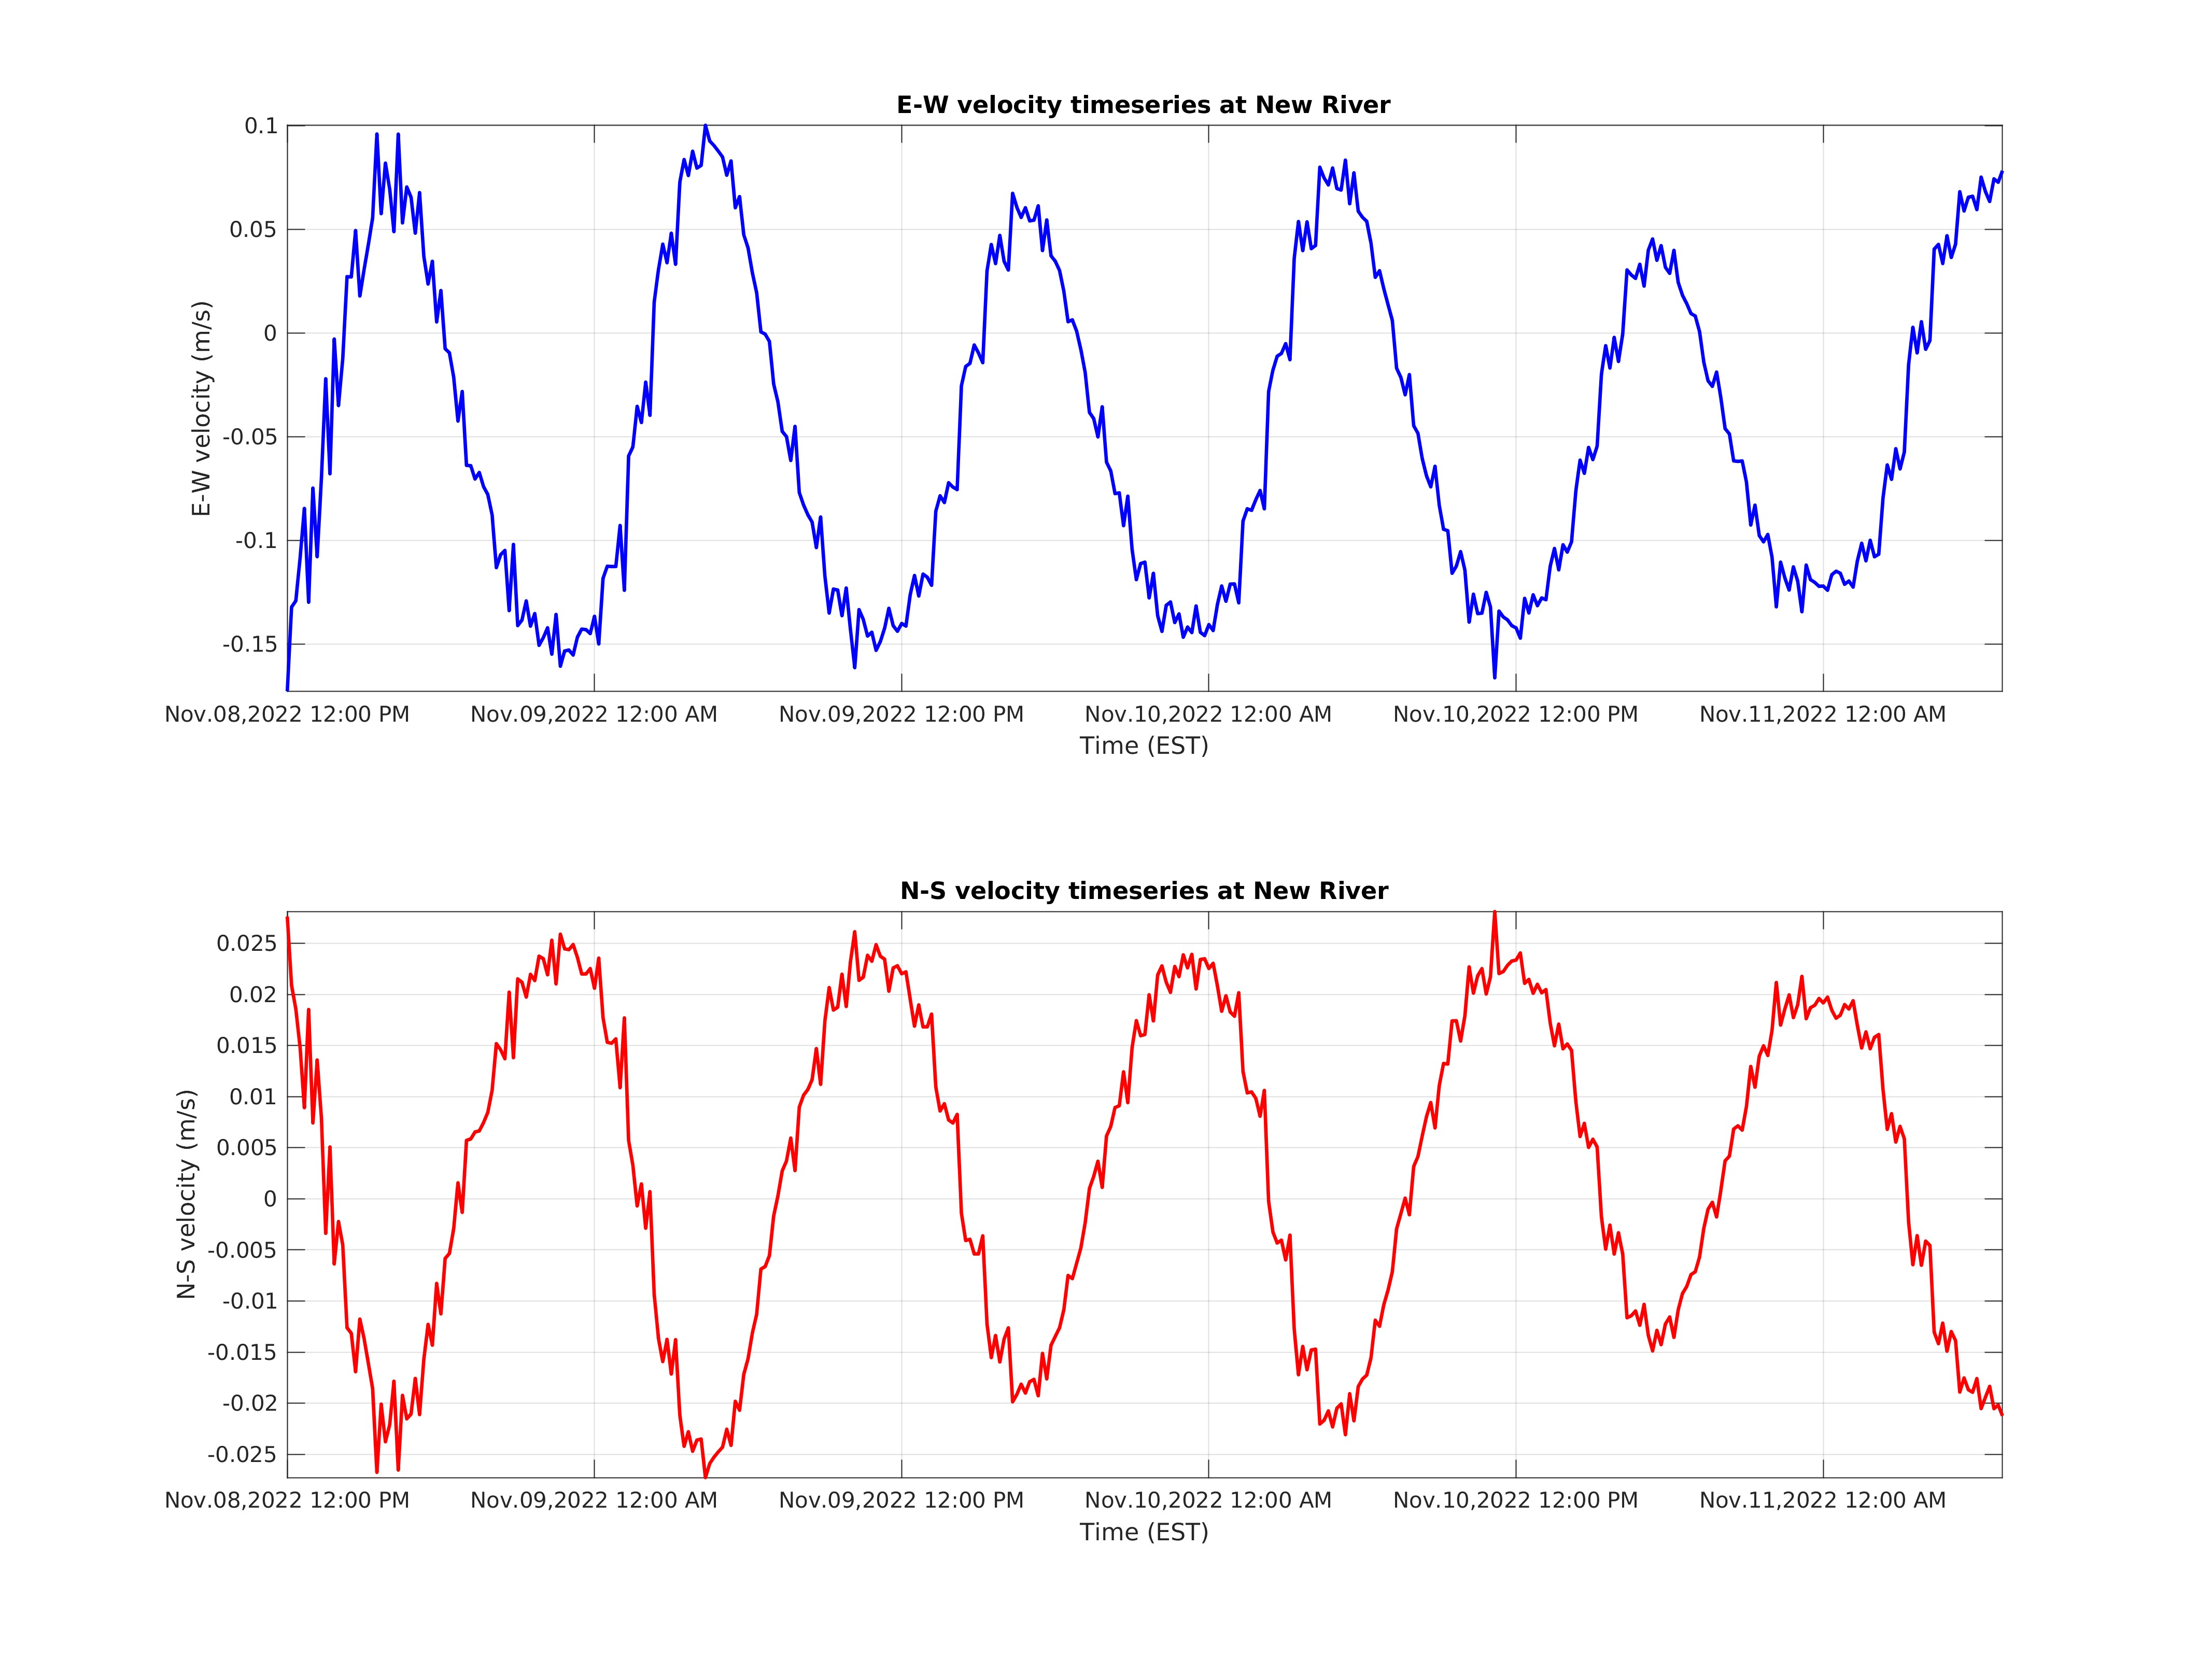 E-W velocity timeseries at New River
0.1
0.05
0
-0.05
-0.1
-0.15
E-W velocity (m/s)
Nov.08,2022 12:00 PM Nov.09,2022 12:00 AM Nov.09,2022 12:00 PM Nov.10,2022 12:00 AM Nov.10,2022 12:00 PM Nov.11,2022 12:00 AM
Time (EST)
N-S velocity timeseries at New River
0.025
0.02
0.015
0.01
0.005
0
-0.005
-0.01
-0.015
-0.02
-0.025
N-S velocity (m/s)
Nov.08,2022 12:00 PM Nov.09,2022 12:00 AM Nov.09,2022 12:00 PM Nov.10,2022 12:00 AM Nov.10,2022 12:00 PM Nov.11,2022 12:00 AM
Time (EST)